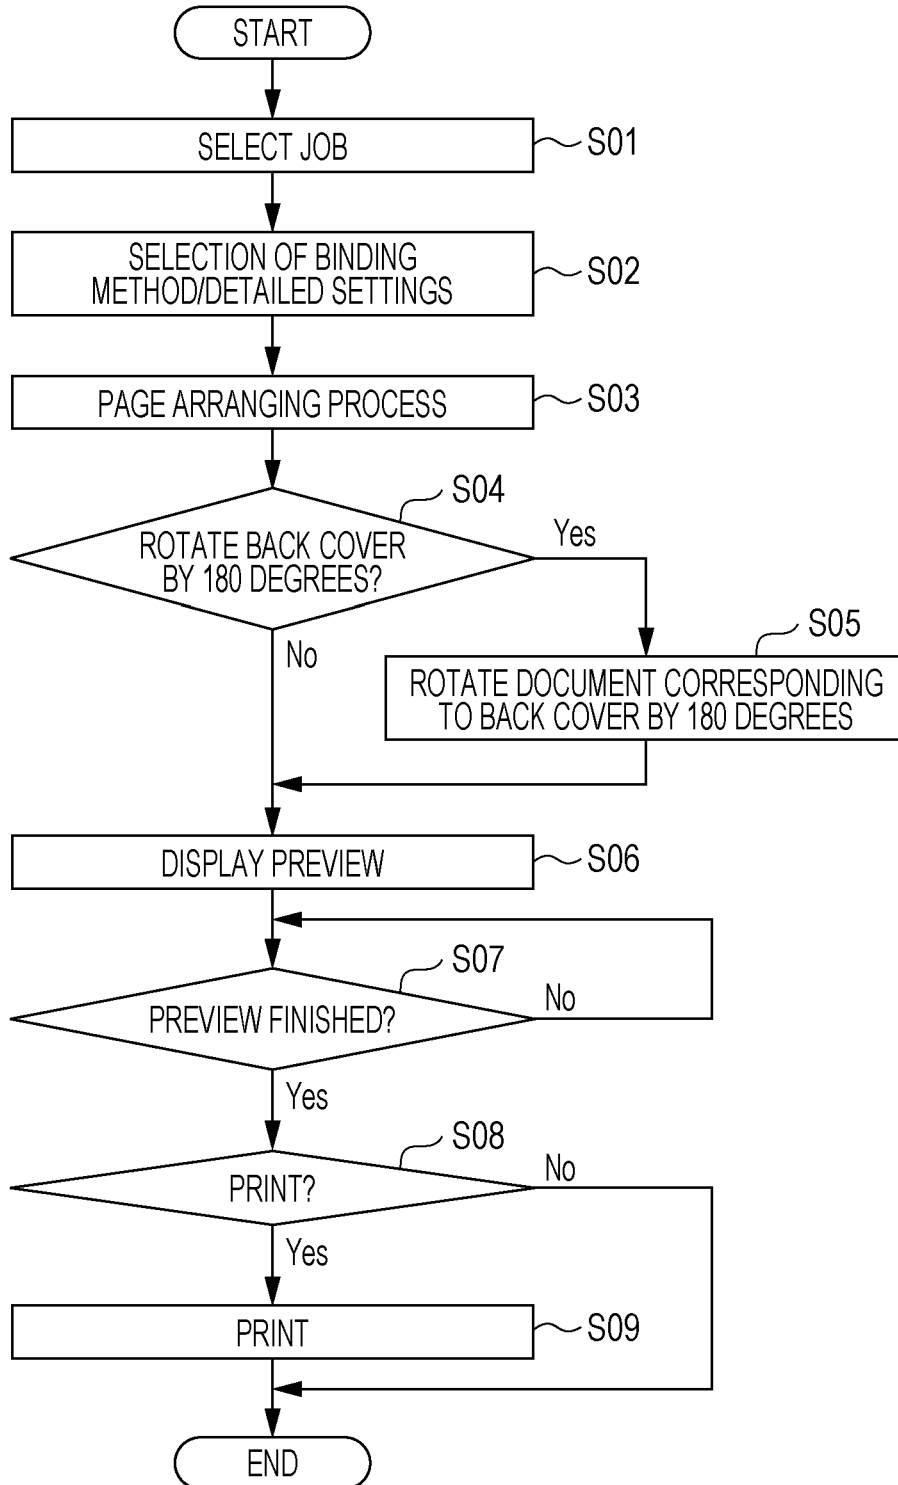 START
SELECT JOB
S01
SELECTION OF BINDING
METHOD/DETAILED SETTINGS
S02
PAGE ARRANGING PROCESS
S03
S04
ROTATE BACK COVER
BY 180 DEGREES?
Yes
No
S05
ROTATE DOCUMENT CORRESPONDING
TO BACK COVER BY 180 DEGREES
DISPLAY PREVIEW
S06
S07
PREVIEW FINISHED?
No
Yes
S08
PRINT?
No
Yes
PRINT
S09
END